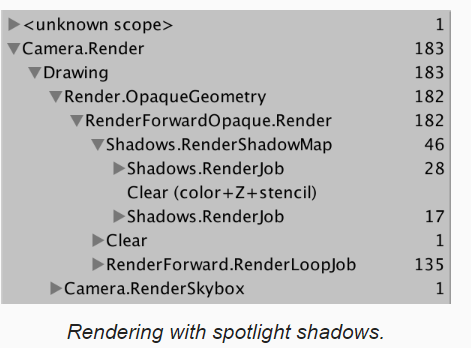 ▶<unknown scope> 1
▼Camera.Render 183
▼Drawing 183
▼Render.OpaqueGeometry 182
▼RenderForwardOpaque.Render 182
▼Shadows.RenderShadowMap 46
▶Shadows.RenderJob 28
Clear (color+Z+stencil)
▶Shadows.RenderJob 17
▶Clear 1
▶RenderForward.RenderLoopJob 135
▶Camera.RenderSkybox 1
Rendering with spotlight shadows.